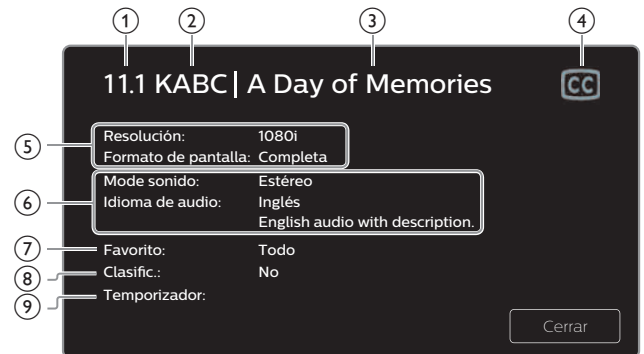 1 2 3 4
11.1 KABC | A Day of Memories CC
5 Resolución: 1080i
Formato de pantalla: Completa
6 Mode sonido: Estéreo
Idioma de audio: Inglés
English audio with description.
7 Favorito: Todo
8 Clasific.: No
9 Temporizador:
Cerrar